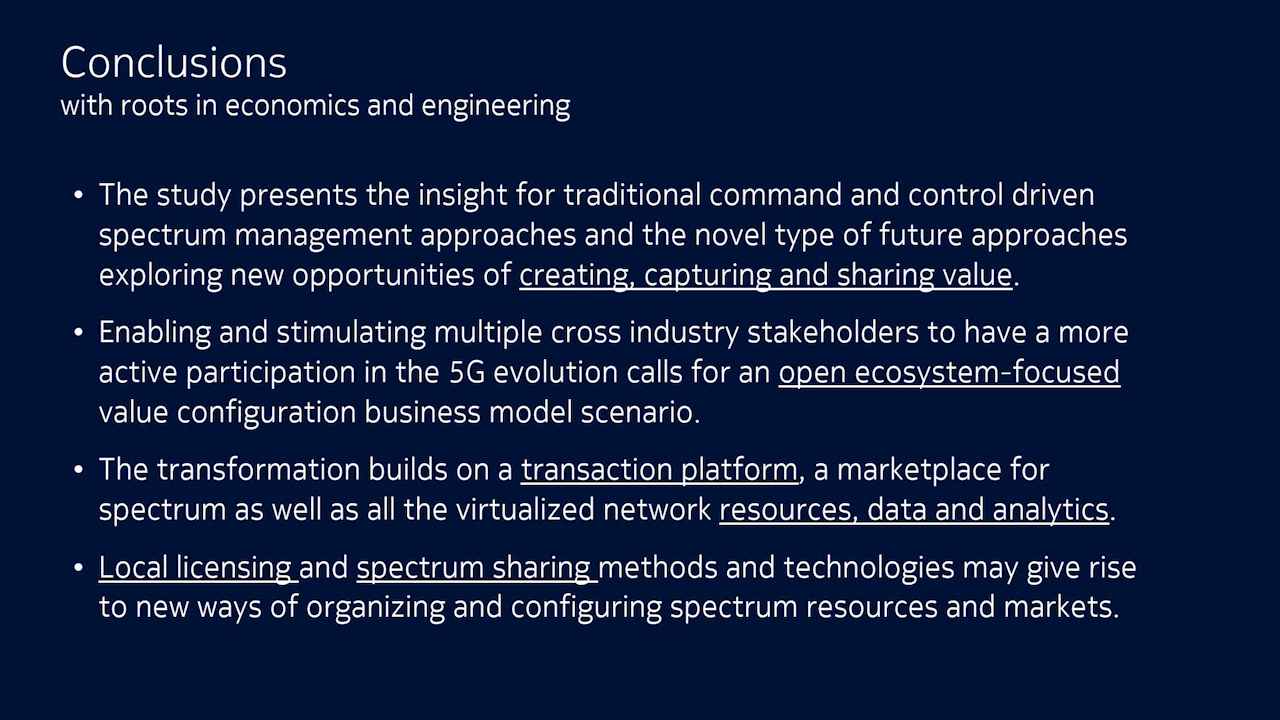 Conclusions
with roots in economics and engineering
• The study presents the insight for traditional command and control driven
spectrum management approaches and the novel type of future approaches
exploring new opportunities of creating, capturing and sharing value.
• Enabling and stimulating multiple cross industry stakeholders to have a more
active participation in the 5G evolution calls for an open ecosystem-focused
value configuration business model scenario.
• The transformation builds on a transaction platform, a marketplace for
spectrum as well as all the virtualized network resources, data and analytics.
• Local licensing and spectrum sharing methods and technologies may give rise
to new ways of organizing and configuring spectrum resources and markets.